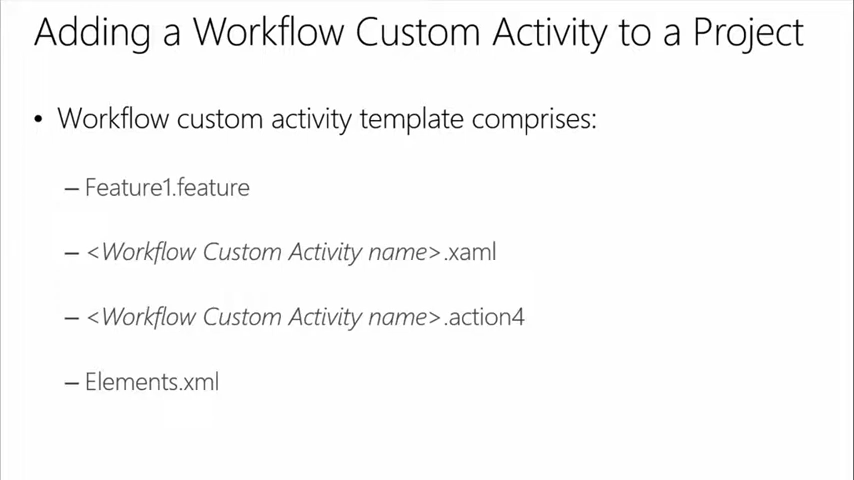 Adding a Workflow Custom Activity to a Project
• Workflow custom activity template comprises:
– Feature1.feature
– <Workflow Custom Activity name>.xaml
– <Workflow Custom Activity name>.action4
– Elements.xml